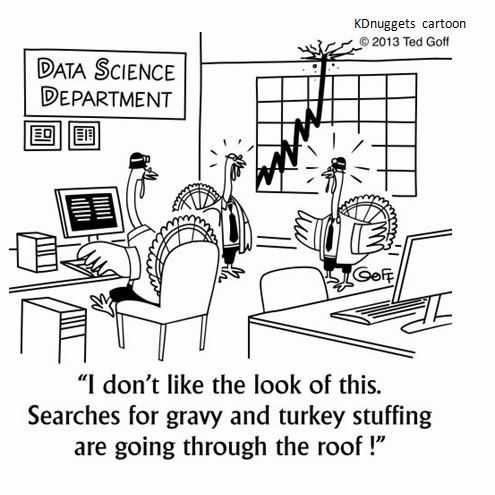 KDnuggets cartoon
© 2013 Ted Goff
DATA SCIENCE
DEPARTMENT
GOFF
“I don’t like the look of this.
Searches for gravy and turkey stuffing
are going through the roof !”